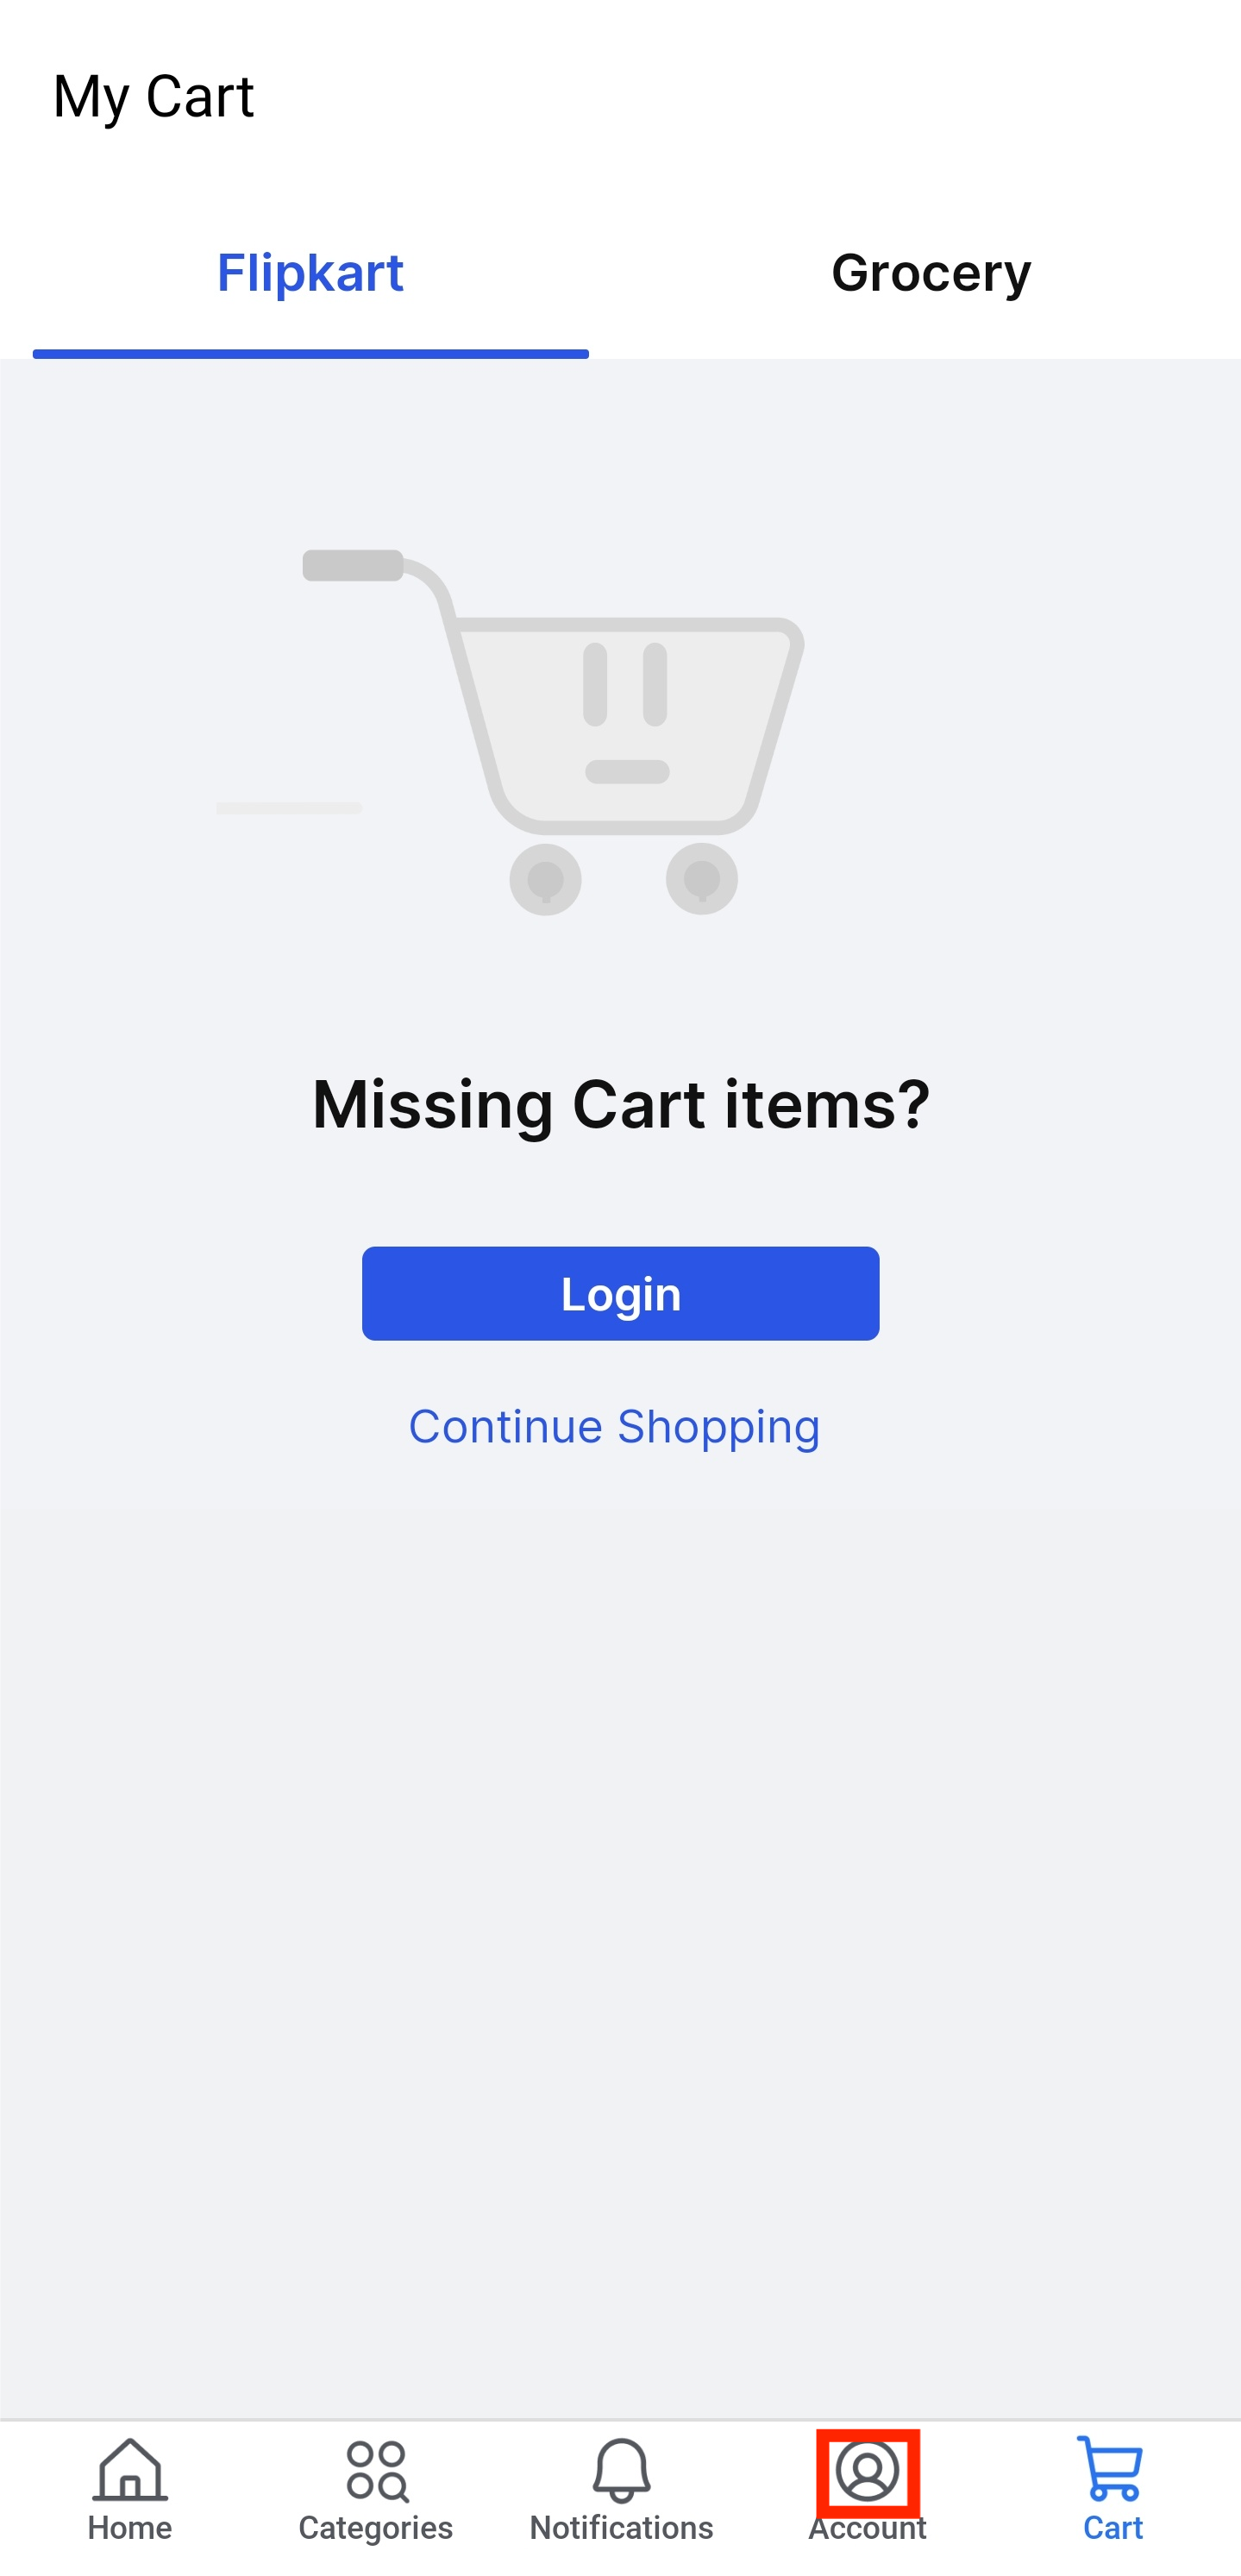 My Cart
Flipkart
Grocery
Missing Cart items?
Login
Continue Shopping
Home
Categories
Notifications
Account
Cart